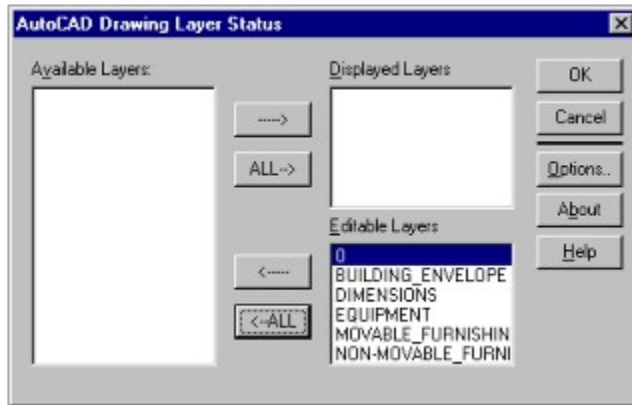 AutoCAD Drawing Layer Status
Available Layers:
----->
ALL-->
<-----
<--ALL
Displayed Layers
Editable Layers
0
BUILDING_ENVELOPE
DIMENSIONS
EQUIPMENT
MOVABLE_FURNISHIN
NON-MOVABLE_FURNI
OK
Cancel
Options..
About
Help